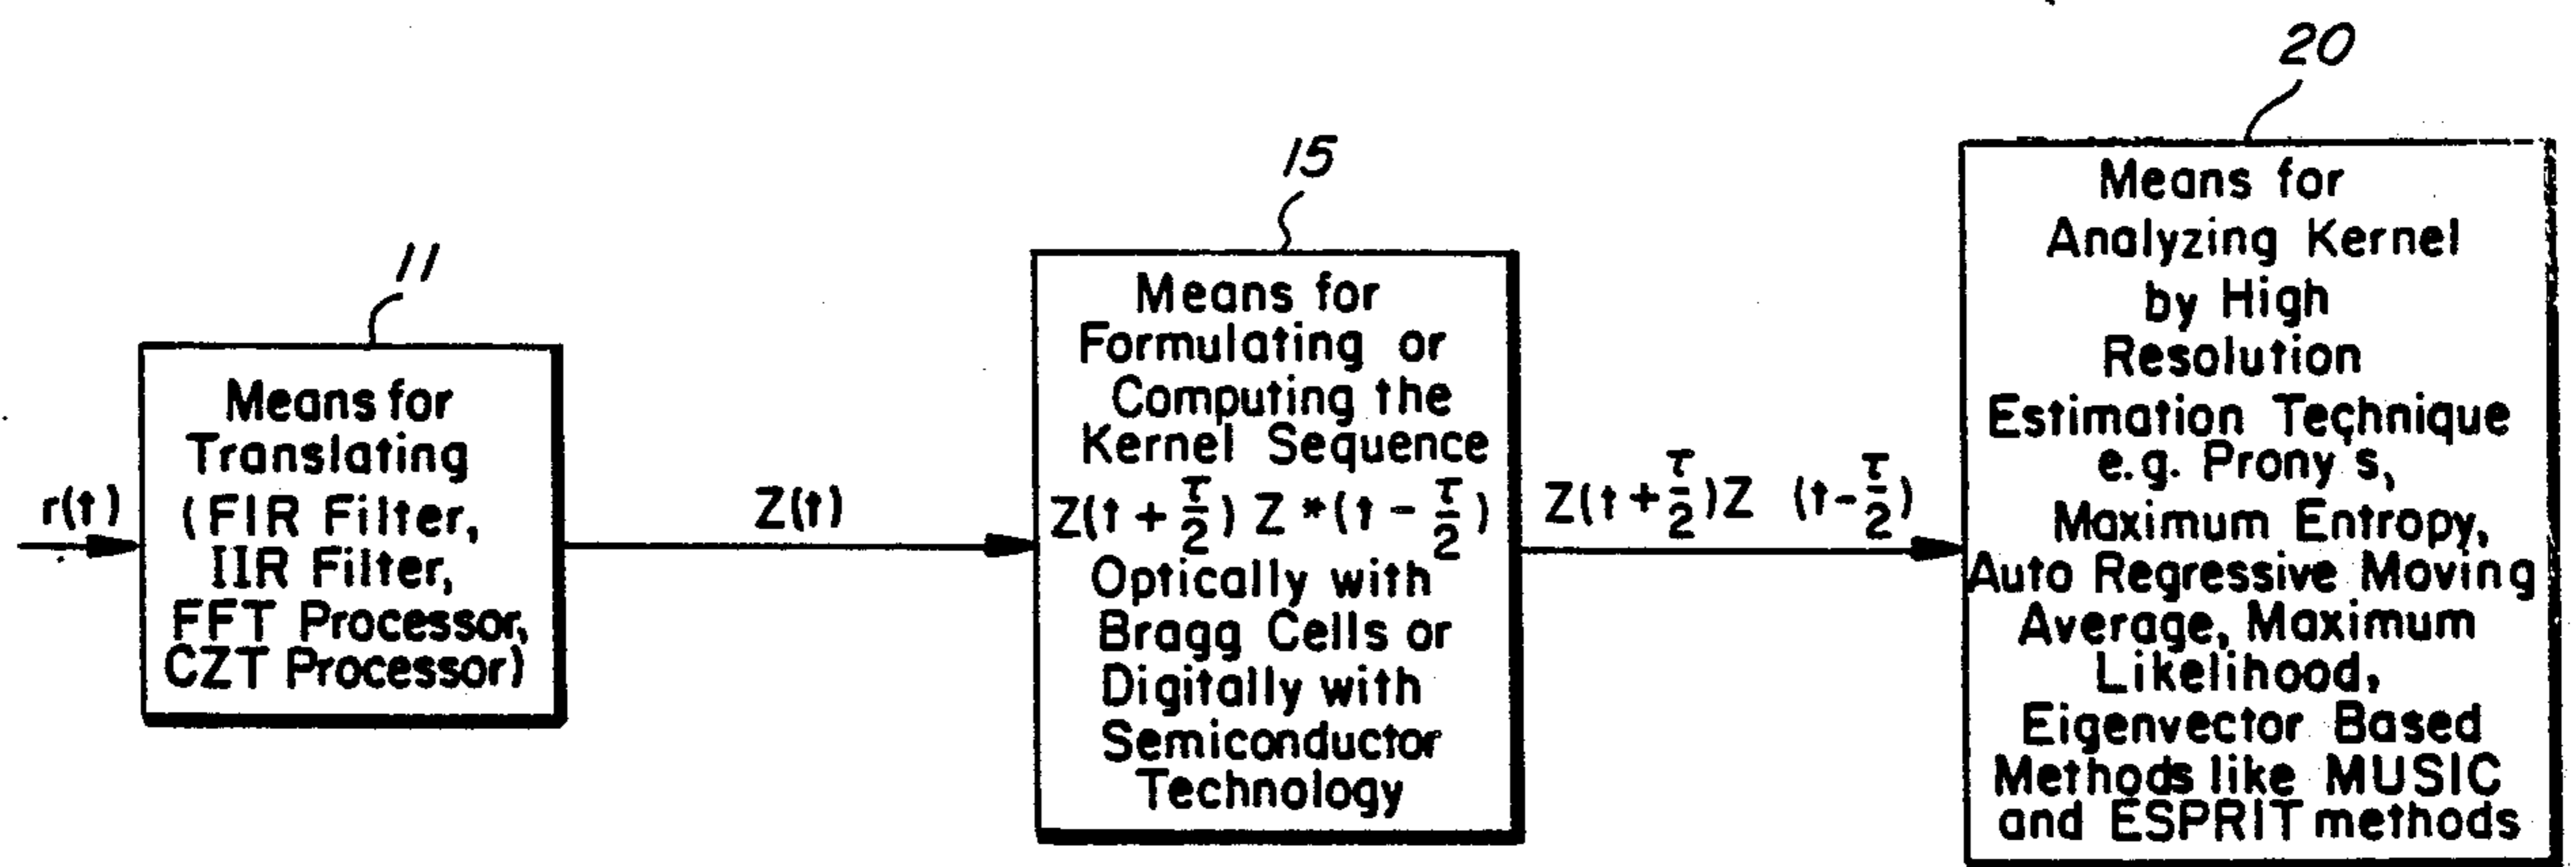 20
15
11
Means for
Translating
(FIR Filter,
IIR Filter,
FFT Processor,
CZT Processor)
r(t)
Z(t)
Means for
Formulating or
Computing the
Kernel Sequence
Z(t + τ/2) Z *(t - τ/2)
Optically with
Bragg Cells or
Digitally with
Semiconductor
Technology
Z(t + τ/2)Z (t - τ/2)
Means for
Analyzing Kernel
by High
Resolution
Estimation Technique
e.g. Prony s,
Maximum Entropy,
Auto Regressive Moving
Average, Maximum
Likelihood,
Eigenvector Based
Methods like MUSIC
and ESPRIT methods